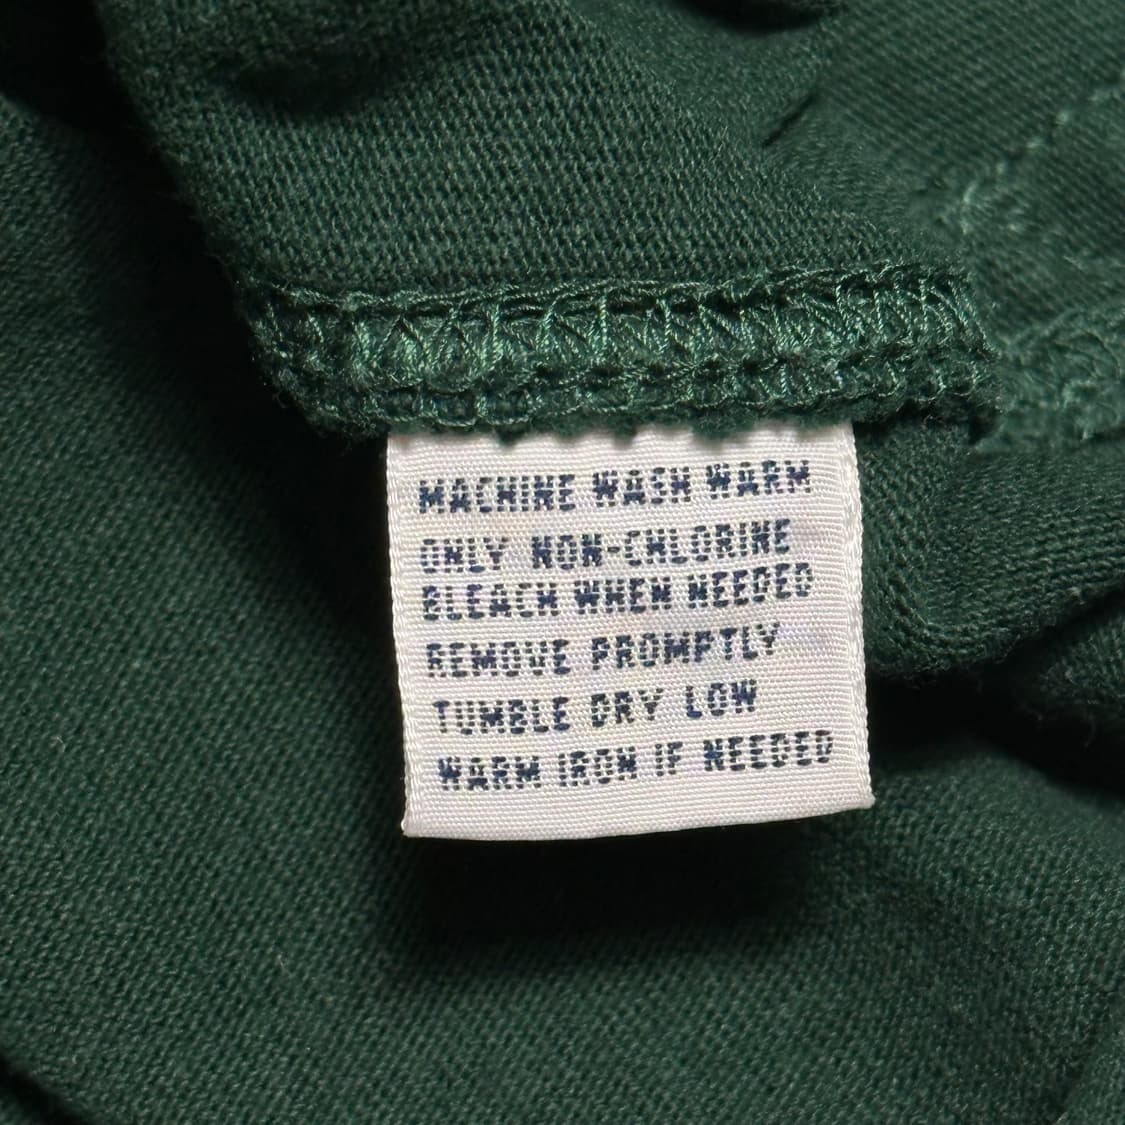 MACHINE WASH WARM
ONLY NON-CHLORINE
BLEACH WHEN NEEDED
REMOVE PROMPTLY
TUMBLE DRY LOW
WARM IRON IF NEEDED